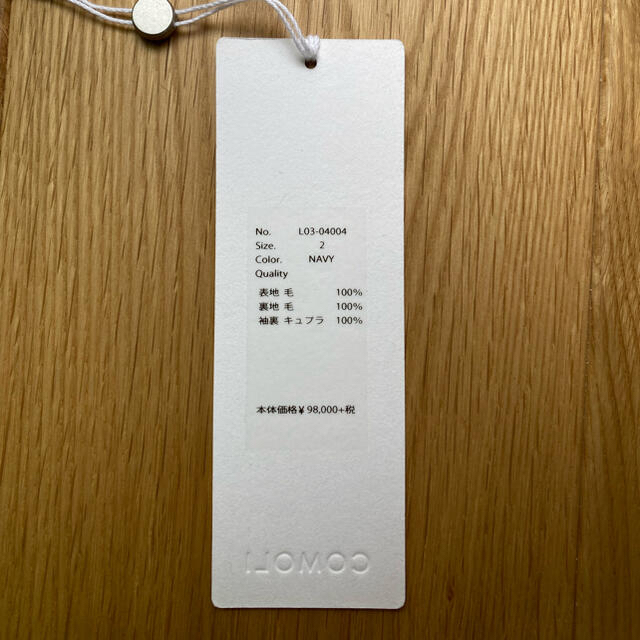 No. L03-04004
Size. 2
Color. NAVY
Quality
表地 毛 100%
裏地 毛 100%
袖裏 キュプラ 100%
本体価格¥98,000+税
COMOLI